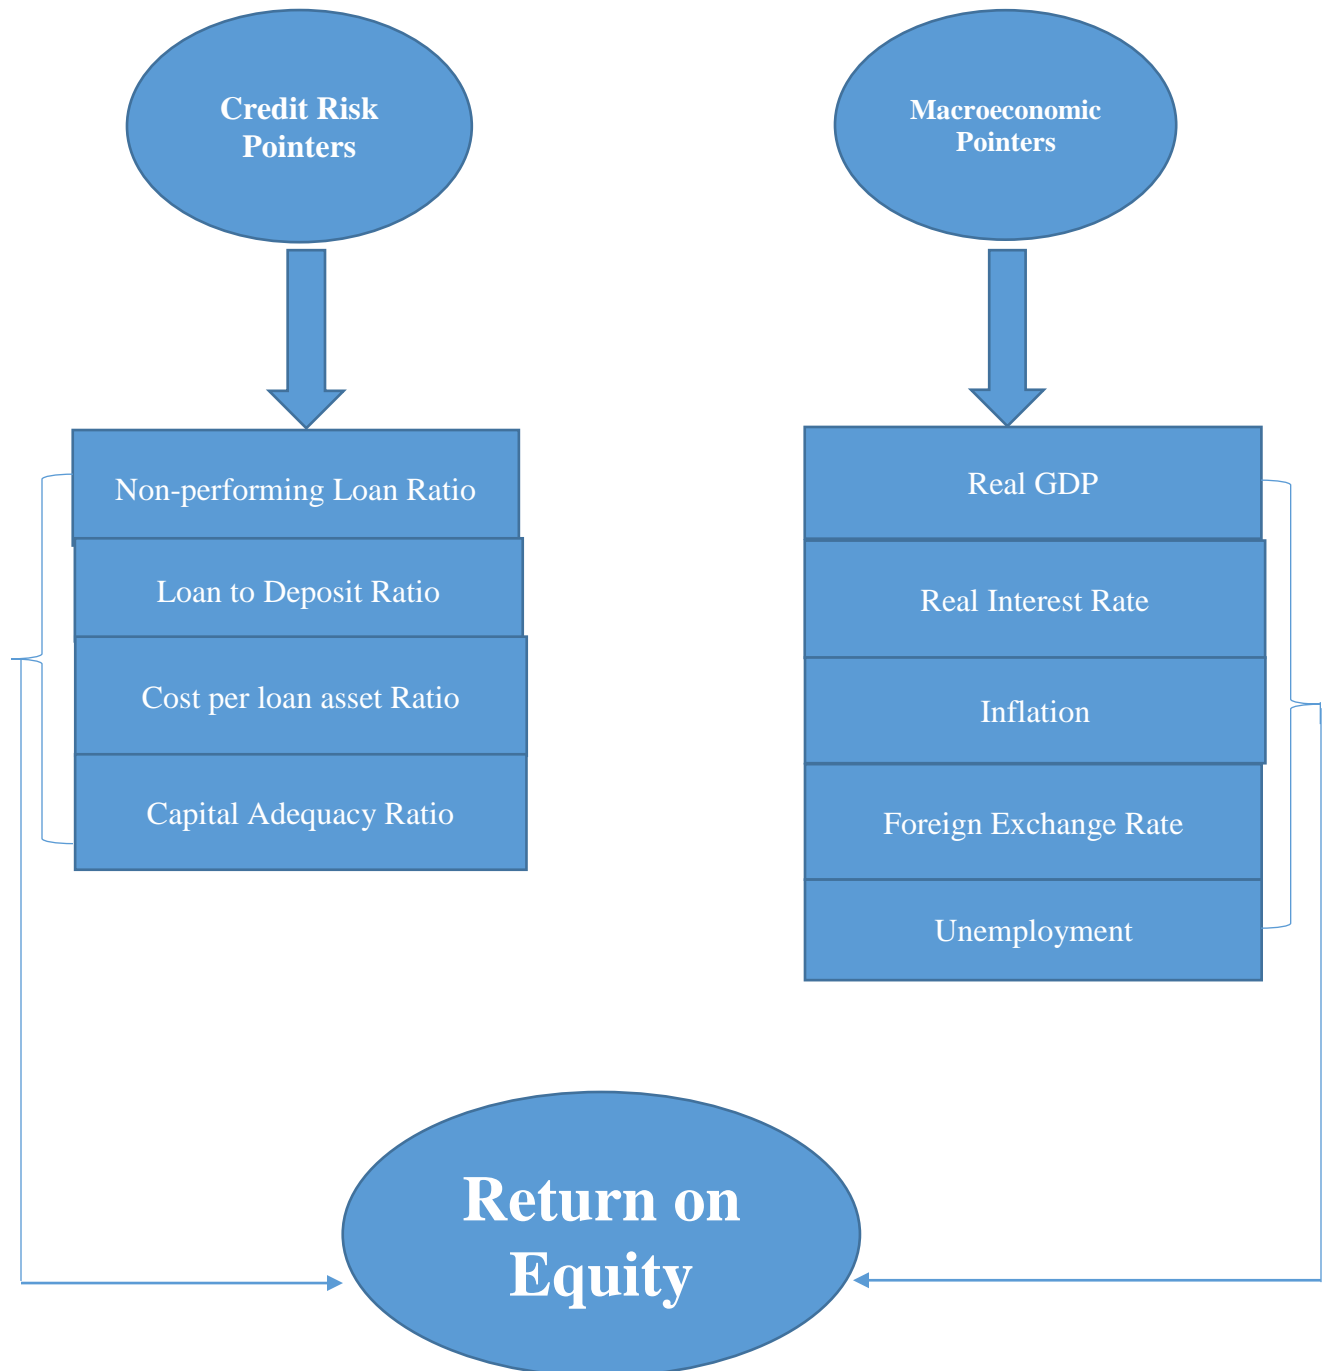 Credit Risk
Pointers
Macroeconomic
Pointers
Non-performing Loan Ratio
Loan to Deposit Ratio
Cost per loan asset Ratio
Capital Adequacy Ratio
Real GDP
Real Interest Rate
Inflation
Foreign Exchange Rate
Unemployment
Return on
Equity